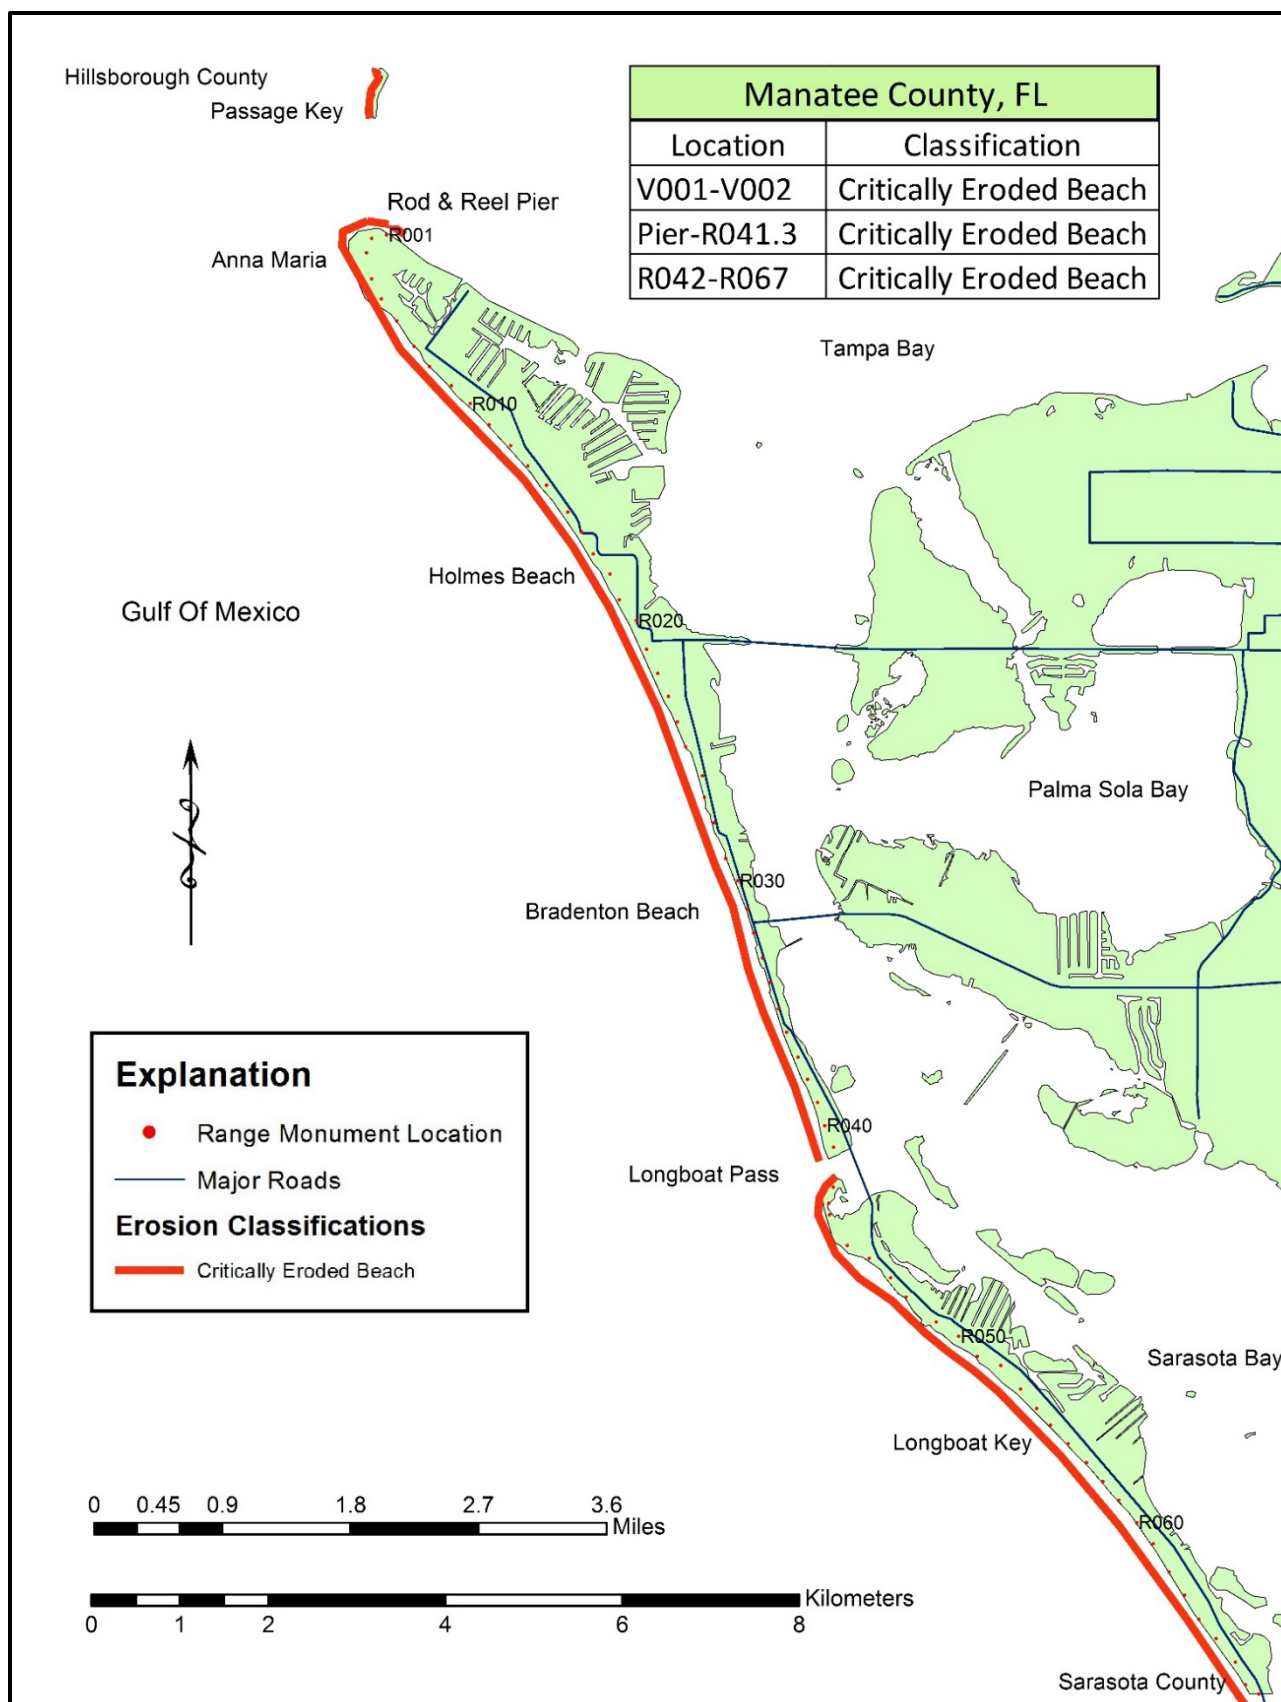 Hillsborough County
Passage Key
Manatee County, FL
Location Classification
V001-V002 Critically Eroded Beach
Pier-R041.3 Critically Eroded Beach
R042-R067 Critically Eroded Beach
Rod & Reel Pier
R001
Anna Maria
Tampa Bay
R010
Holmes Beach
Gulf Of Mexico
R020
Palma Sola Bay
R030
Bradenton Beach
R040
Longboat Pass
Explanation
Range Monument Location
Major Roads
Erosion Classifications
Critically Eroded Beach
R050
Sarasota Bay
Longboat Key
R060
0 0.45 0.9 1.8 2.7 3.6
Miles
Kilometers
0 1 2 4 6 8
Sarasota County